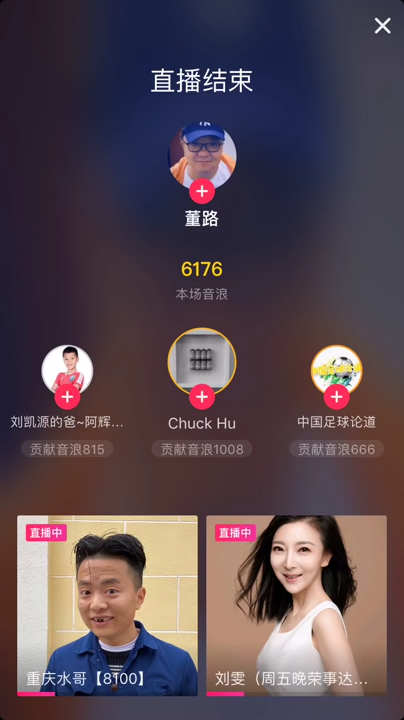 直播结束
董路
6176
本场音浪
刘凯源的爸~阿辉...
Chuck Hu
中国足球论道
贡献音浪815
贡献音浪1008
贡献音浪666
直播中
直播中
重庆水哥【8100】
刘雯（周五晚荣事达...